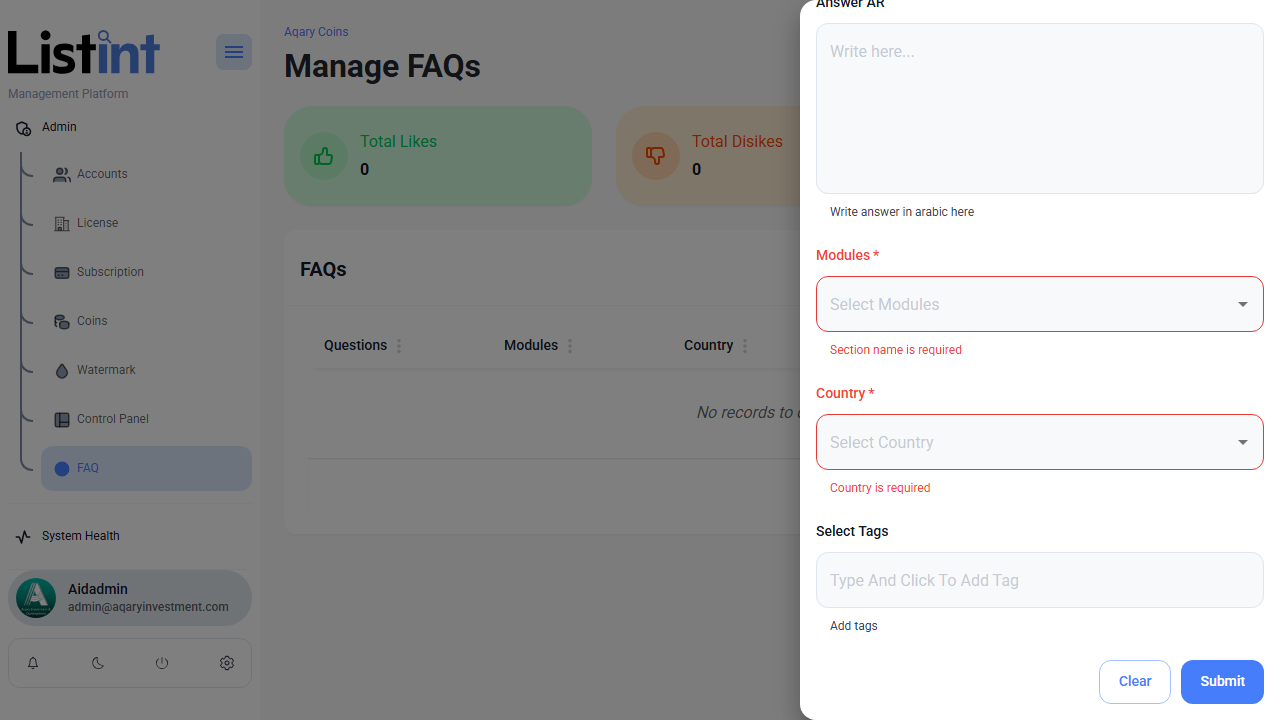 Listint
Management Platform
Admin
Accounts
License
Subscription
Coins
Watermark
Control Panel
FAQ
System Health
Aidadmin
admin@aqaryinvestment.com
Aqary Coins
Manage FAQs
Total Likes
0
Total Disikes
0
FAQs
Questions
Modules
Country
No records to
Answer AR
Write here...
Write answer in arabic here
Modules *
Select Modules
Section name is required
Country *
Select Country
Country is required
Select Tags
Type And Click To Add Tag
Add tags
Clear
Submit